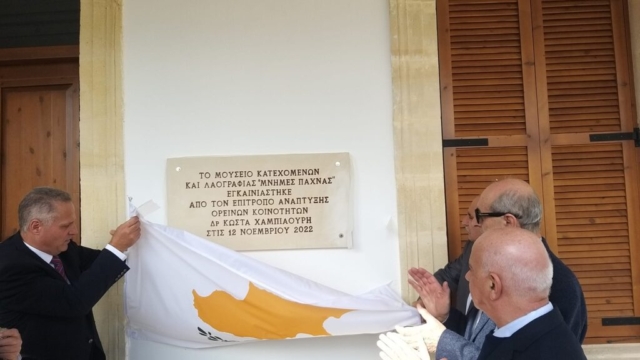 ΤΟ ΜΟΥΣΕΙΟ ΚΑΤΕΧΟΜΕΝΩΝ
ΚΑΙ ΛΑΟΓΡΑΦΙΑΣ "ΜΝΗΜΕΣ ΠΑΧΝΑΣ"
ΕΓΚΑΙΝΙΑΣΤΗΚΕ
ΑΠΟ ΤΟΝ ΕΠΙΤΡΟΠΟ ΑΝΑΠΤΥΞΗΣ
ΟΡΕΙΝΩΝ ΚΟΙΝΟΤΗΤΩΝ
Δρ ΚΩΣΤΑ ΧΑΜΠΙΑΟΥΡΗ
ΣΤΙΣ 12 ΝΟΕΜΒΡΙΟΥ 2022